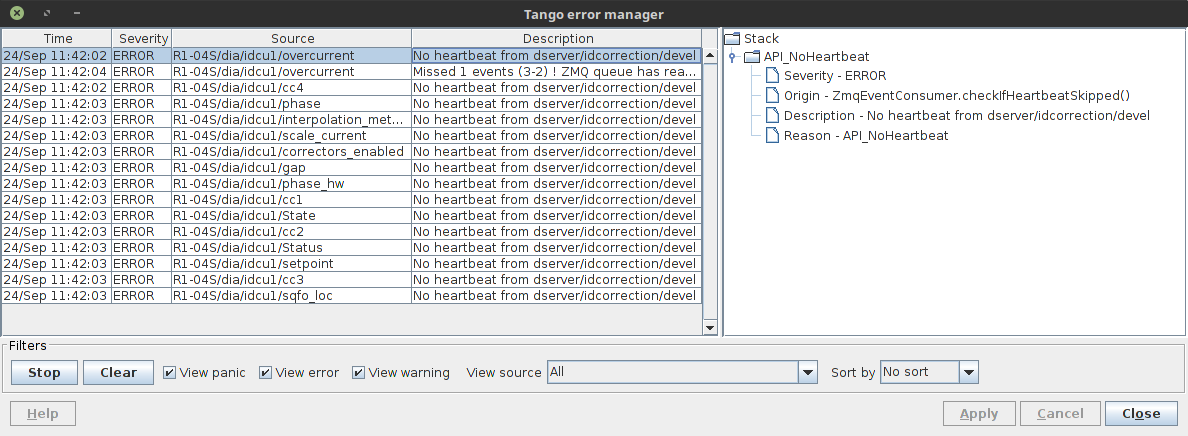 Tango error manager
Time Severity Source Description
24/Sep 11:42:02 ERROR R1-04S/dia/idcu1/overcurrent No heartbeat from dserver/idcorrection/devel
24/Sep 11:42:04 ERROR R1-04S/dia/idcu1/overcurrent Missed 1 events (3-2) ! ZMQ queue has rea...
24/Sep 11:42:02 ERROR R1-04S/dia/idcu1/cc4 No heartbeat from dserver/idcorrection/devel
24/Sep 11:42:03 ERROR R1-04S/dia/idcu1/phase No heartbeat from dserver/idcorrection/devel
24/Sep 11:42:03 ERROR R1-04S/dia/idcu1/interpolation_met... No heartbeat from dserver/idcorrection/devel
24/Sep 11:42:03 ERROR R1-04S/dia/idcu1/scale_current No heartbeat from dserver/idcorrection/devel
24/Sep 11:42:03 ERROR R1-04S/dia/idcu1/correctors_enabled No heartbeat from dserver/idcorrection/devel
24/Sep 11:42:03 ERROR R1-04S/dia/idcu1/gap No heartbeat from dserver/idcorrection/devel
24/Sep 11:42:03 ERROR R1-04S/dia/idcu1/phase_hw No heartbeat from dserver/idcorrection/devel
24/Sep 11:42:03 ERROR R1-04S/dia/idcu1/cc1 No heartbeat from dserver/idcorrection/devel
24/Sep 11:42:03 ERROR R1-04S/dia/idcu1/State No heartbeat from dserver/idcorrection/devel
24/Sep 11:42:03 ERROR R1-04S/dia/idcu1/cc2 No heartbeat from dserver/idcorrection/devel
24/Sep 11:42:03 ERROR R1-04S/dia/idcu1/Status No heartbeat from dserver/idcorrection/devel
24/Sep 11:42:03 ERROR R1-04S/dia/idcu1/setpoint No heartbeat from dserver/idcorrection/devel
24/Sep 11:42:03 ERROR R1-04S/dia/idcu1/cc3 No heartbeat from dserver/idcorrection/devel
24/Sep 11:42:03 ERROR R1-04S/dia/idcu1/sqfo_loc No heartbeat from dserver/idcorrection/devel
Stack
API_NoHeartbeat
Severity - ERROR
Origin - ZmqEventConsumer.checkIfHeartbeatSkipped()
Description - No heartbeat from dserver/idcorrection/devel
Reason - API_NoHeartbeat
Filters
Stop Clear View panic View error View warning View source All Sort by No sort
Help Apply Cancel Close